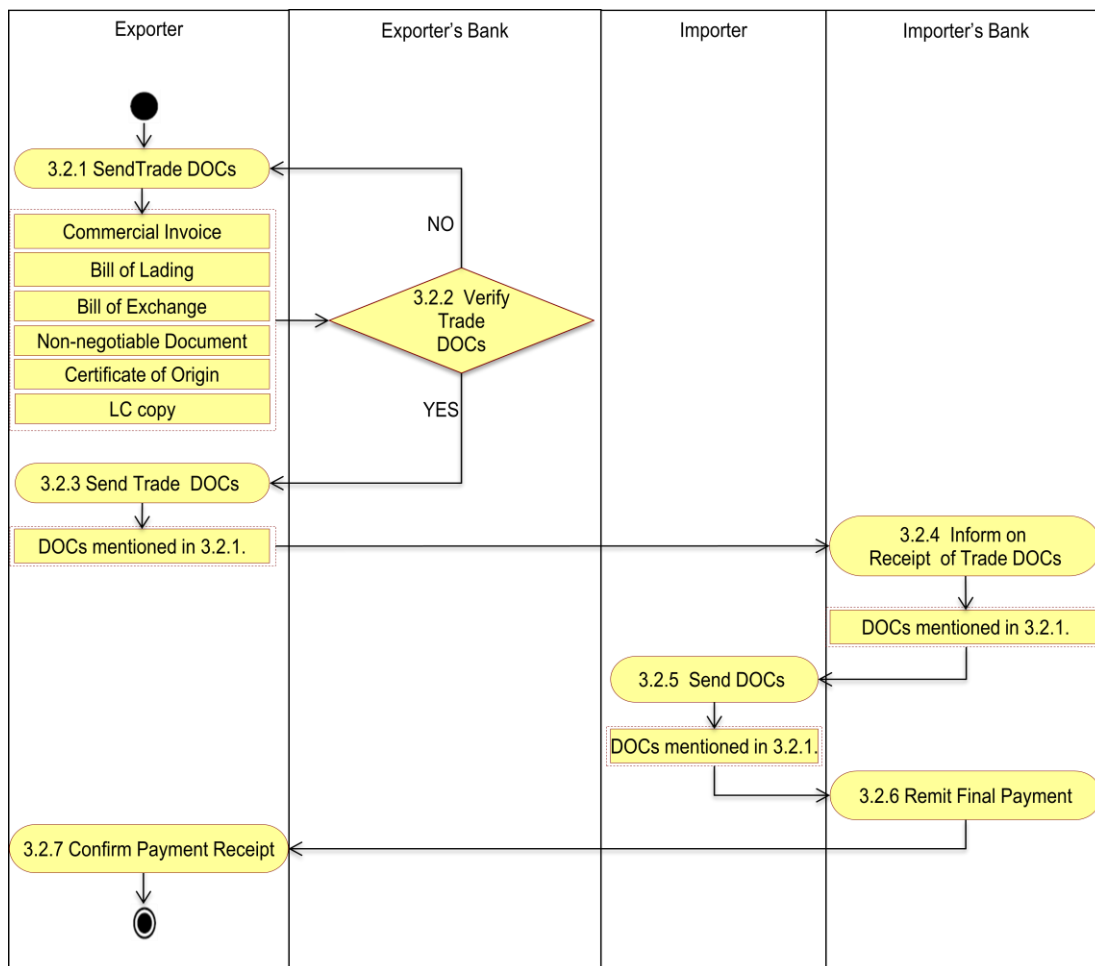 Exporter
Exporter’s Bank
Importer
Importer’s Bank
3.2.1 SendTrade DOCs
Commercial Invoice
Bill of Lading
Bill of Exchange
Non-negotiable Document
Certificate of Origin
LC copy
NO
3.2.2 Verify
Trade
DOCs
YES
3.2.3 Send Trade DOCs
DOCs mentioned in 3.2.1.
3.2.4 Inform on
Receipt of Trade DOCs
DOCs mentioned in 3.2.1.
3.2.5 Send DOCs
DOCs mentioned in 3.2.1.
3.2.6 Remit Final Payment
3.2.7 Confirm Payment Receipt